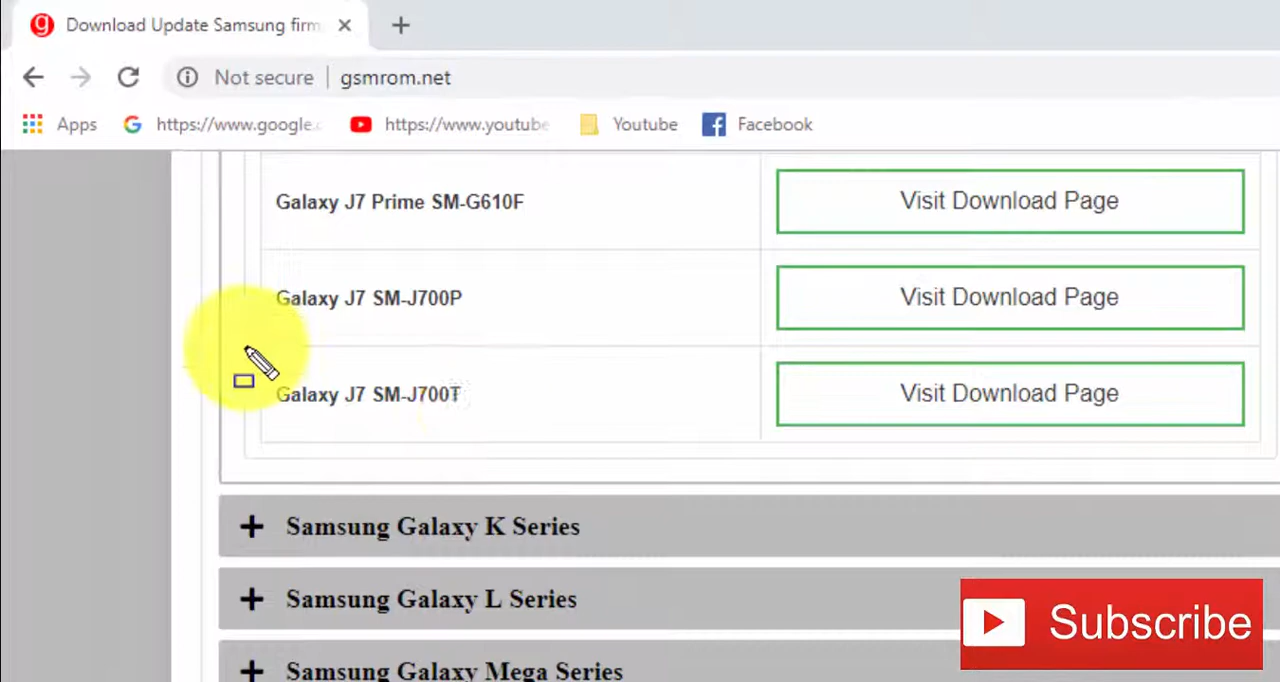 g Download Update Samsung firm
Not secure gsmrom.net
Apps G https://www.google. https://www.youtube Youtube f Facebook
Galaxy J7 Prime SM-G610F Visit Download Page
Galaxy J7 SM-J700P Visit Download Page
Galaxy J7 SM-J700T Visit Download Page
+ Samsung Galaxy K Series
+ Samsung Galaxy L Series
+ Samsung Galaxy Mega Series
Subscribe